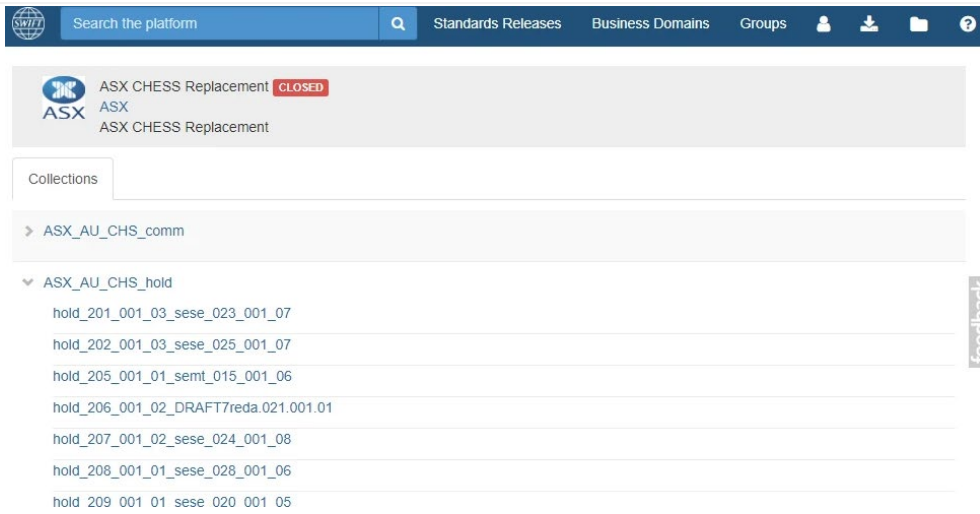 SWIFT Search the platform Standards Releases Business Domains Groups
ASX CHESS Replacement CLOSED
ASX
ASX
ASX CHESS Replacement
Collections
ASX_AU_CHS_comm
ASX_AU_CHS_hold
hold_201_001_03_sese_023_001_07
hold_202_001_03_sese_025_001_07
feedback
hold_205_001_01_semt_015_001_06
hold_206_001_02_DRAFT7reda.021.001.01
hold_207_001_02_sese_024_001_08
hold_208_001_01_sese_028_001_06
hold_209_001_01_sese_020_001_05